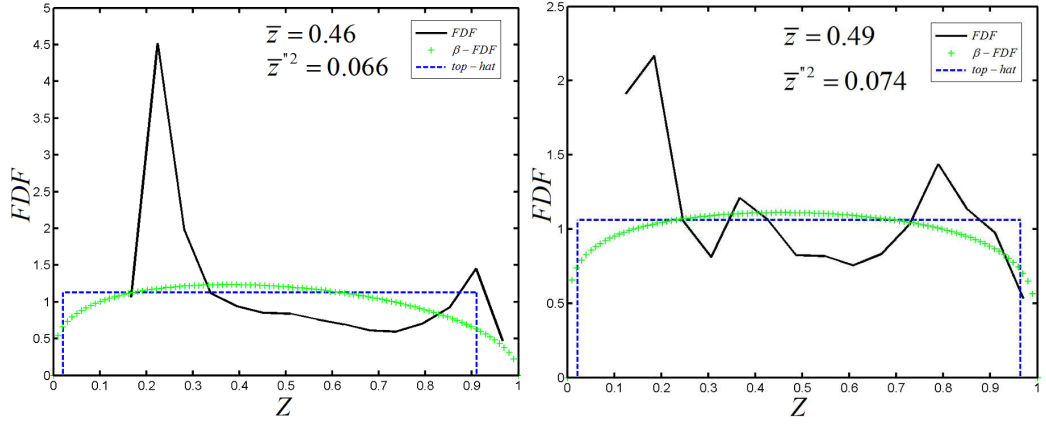 5
4.5
4
3.5
3
2.5
2
1.5
1
0.5
0
FDF
z̅ = 0.46
z̅"² = 0.066
FDF
β − FDF
top − hat
0 0.1 0.2 0.3 0.4 0.5 0.6 0.7 0.8 0.9 1
Z
2.5
2
1.5
1
0.5
0
FDF
z̅ = 0.49
z̅"² = 0.074
FDF
β − FDF
top − hat
0 0.1 0.2 0.3 0.4 0.5 0.6 0.7 0.8 0.9 1
Z